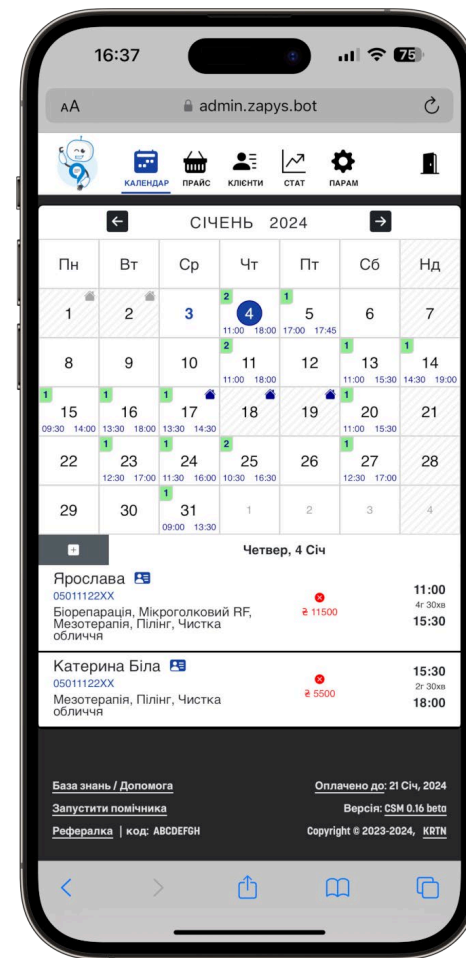 16:37
75
AA
admin.zapys.bot
КАЛЕНДАР ПРАЙС КЛІЄНТИ СТАТ ПАРАМ
СІЧЕНЬ 2024
Пн Вт Ср Чт Пт Сб Нд
2 1
1 2 3 4 5 6 7
11:00 18:00 17:00 17:45
2 1 1
8 9 10 11 12 13 14
11:00 18:00 11:00 15:30 14:30 19:00
1 1 1 1
15 16 17 18 19 20 21
09:30 14:00 13:30 18:00 13:30 14:30 11:00 15:30
1 1 2 1
22 23 24 25 26 27 28
12:30 17:00 11:30 16:00 10:30 16:30 12:30 17:00
1
29 30 31 1 2 3 4
09:00 13:30
Четвер, 4 Січ
Ярослава
05011122XX
Біорепарація, Мікроголковий RF,
Мезотерапія, Пілінг, Чистка
обличчя
₴ 11500
11:00
4г 30хв
15:30
Катерина Біла
05011122XX
Мезотерапія, Пілінг, Чистка
обличчя
₴ 5500
15:30
2г 30хв
18:00
База знань / Допомога
Оплачено до: 21 Січ, 2024
Запустити помічника
Версія: CSM 0.16 beta
Рефералка | код: ABCDEFGH
Copyright © 2023-2024, KRTN